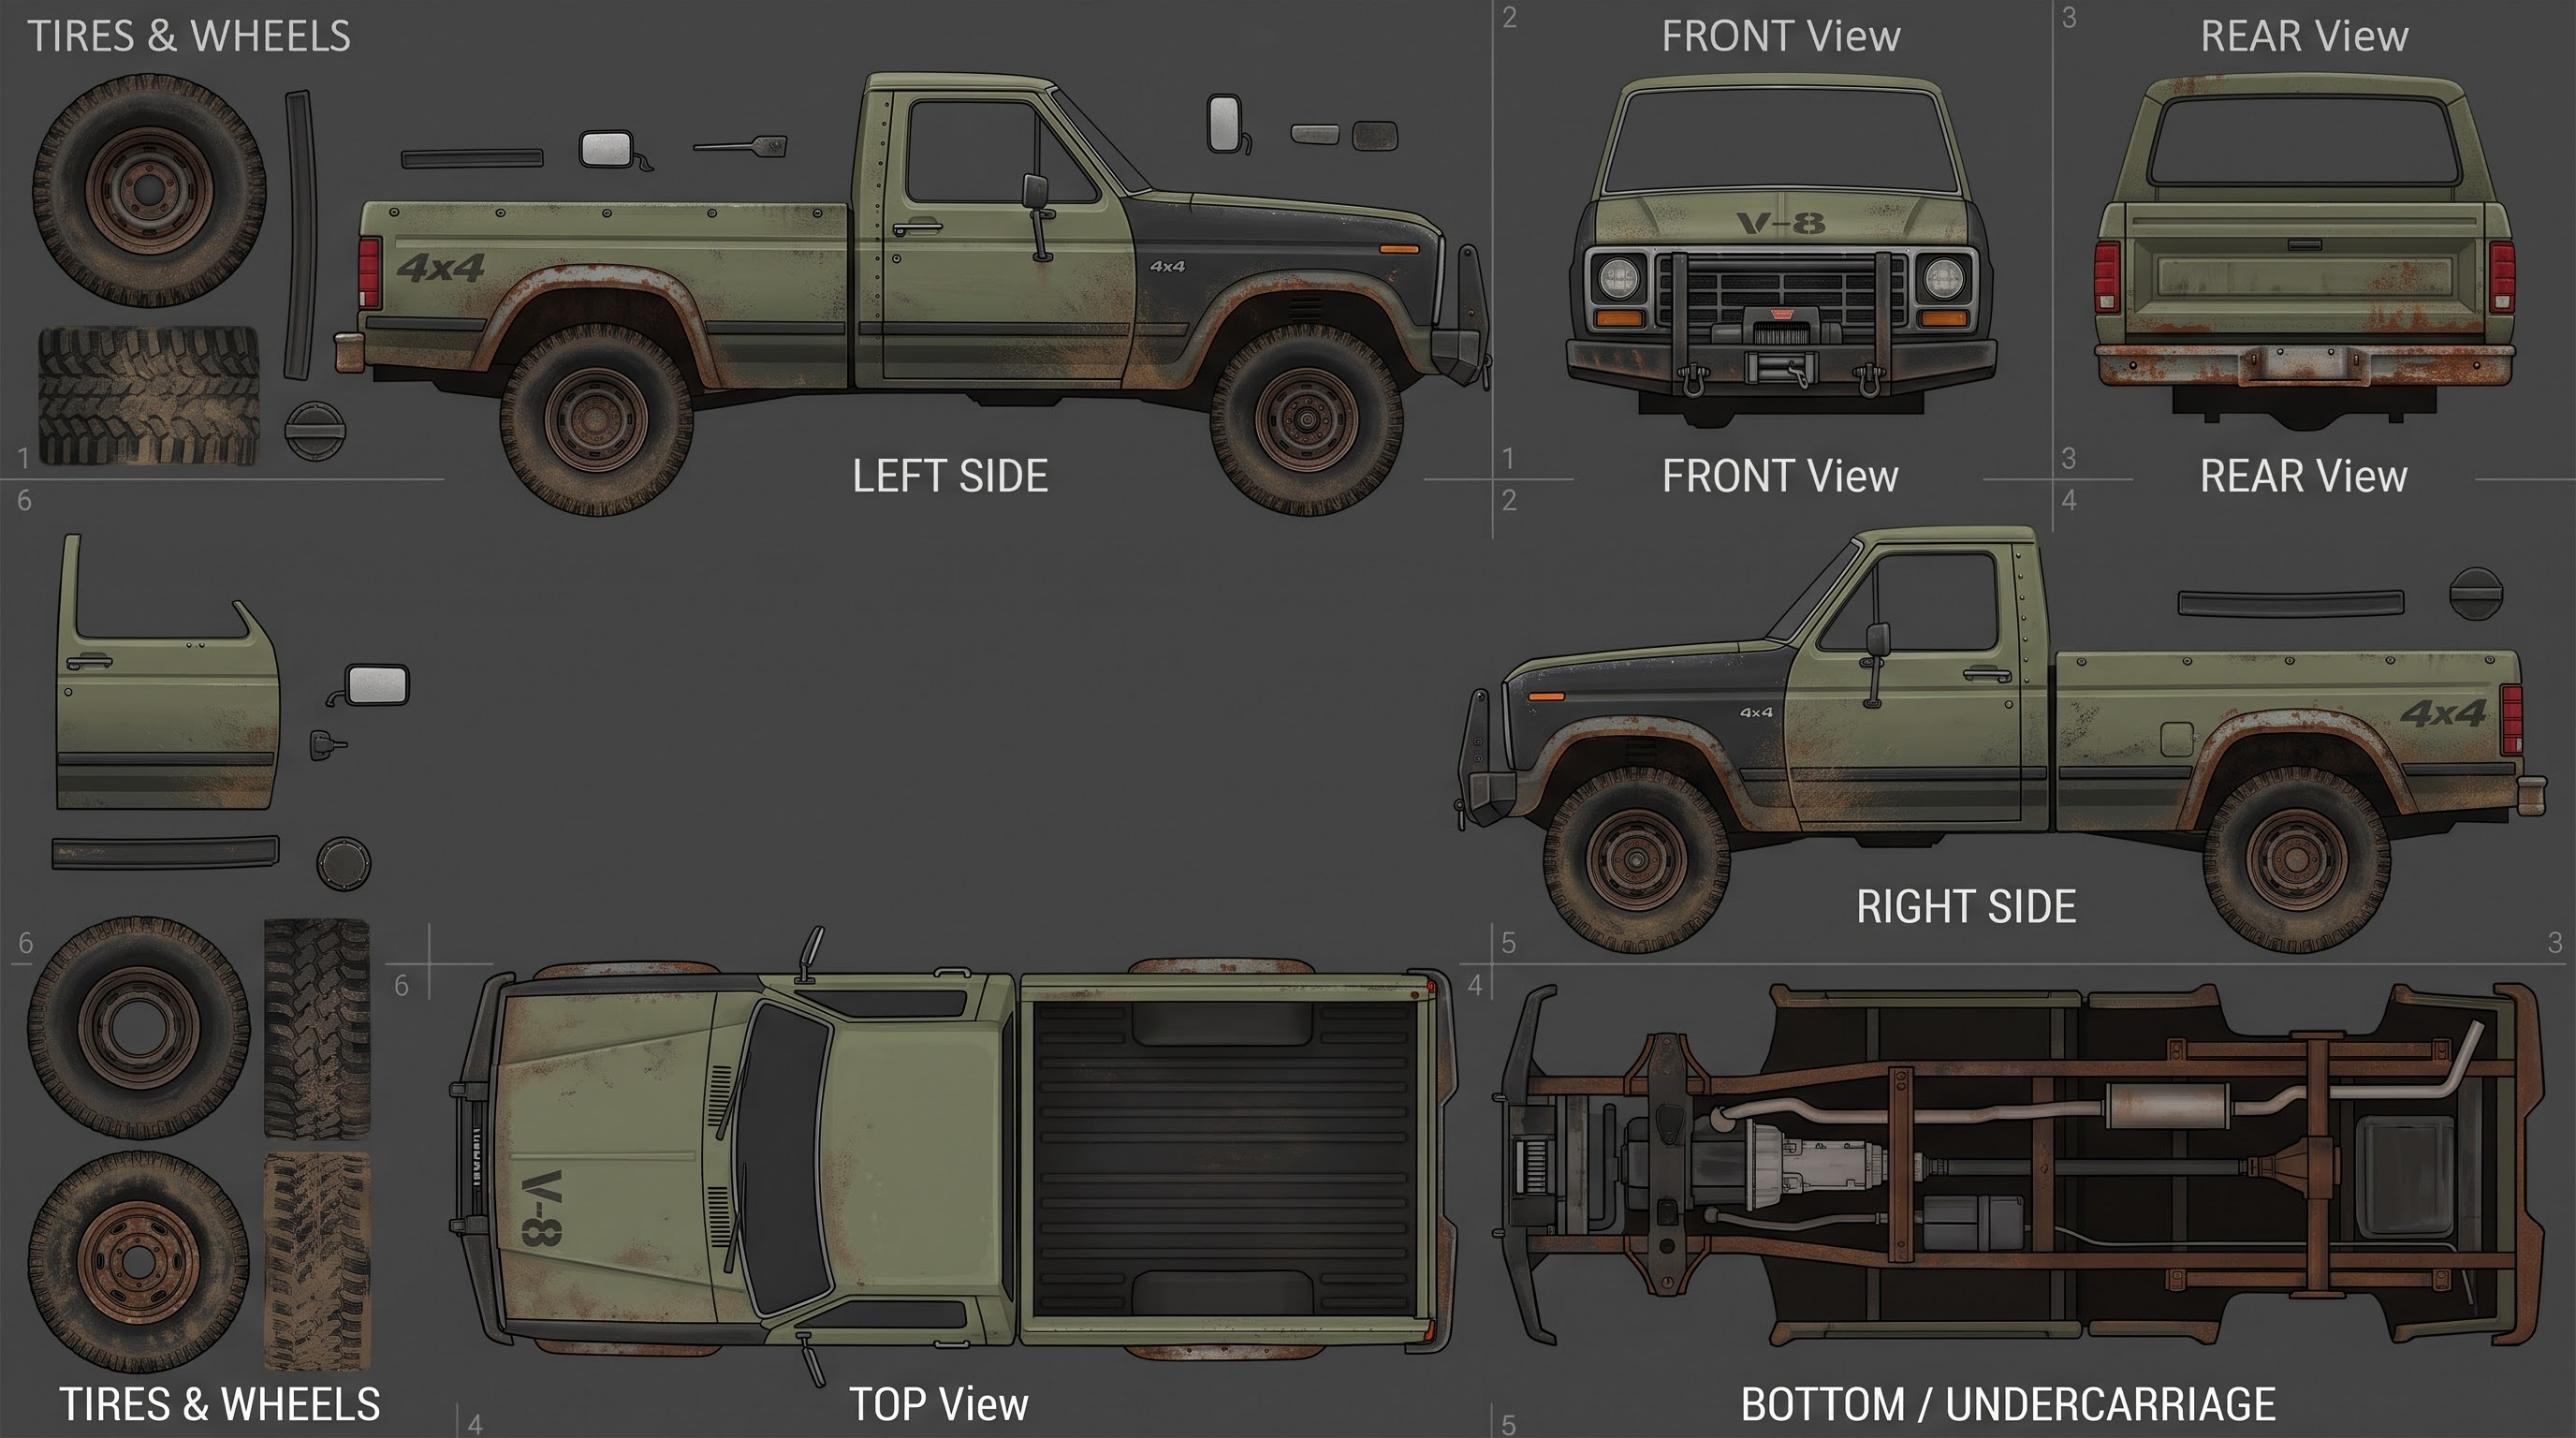 TIRES & WHEELS
2
FRONT View
3
REAR View
V-8
4x4
4x4
1
LEFT SIDE
1
FRONT View
3
REAR View
6
2
4
4x4
4x4
RIGHT SIDE
6
5
3
6
4
V-8
TIRES & WHEELS
TOP View
BOTTOM / UNDERCARRIAGE
4
5